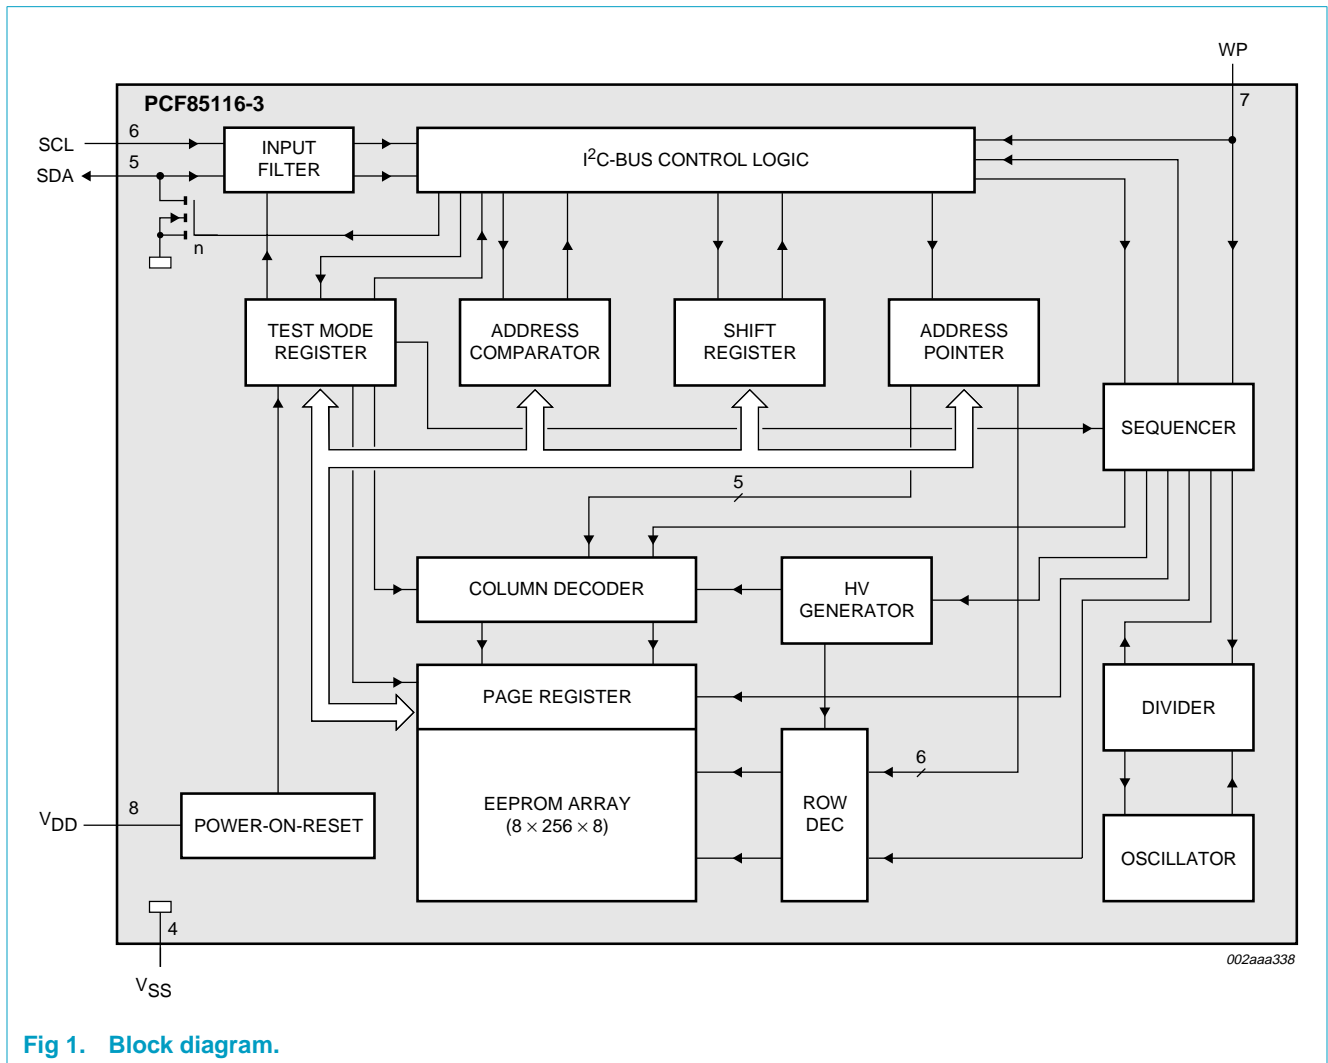 WP
7
PCF85116-3
SCL
6
SDA
5
INPUT
FILTER
I²C-BUS CONTROL LOGIC
n
TEST MODE
REGISTER
ADDRESS
COMPARATOR
SHIFT
REGISTER
ADDRESS
POINTER
SEQUENCER
5
COLUMN DECODER
HV
GENERATOR
PAGE REGISTER
DIVIDER
6
EEPROM ARRAY
(8 × 256 × 8)
ROW
DEC
VDD
8
POWER-ON-RESET
OSCILLATOR
4
VSS
002aaa338
Fig 1. Block diagram.